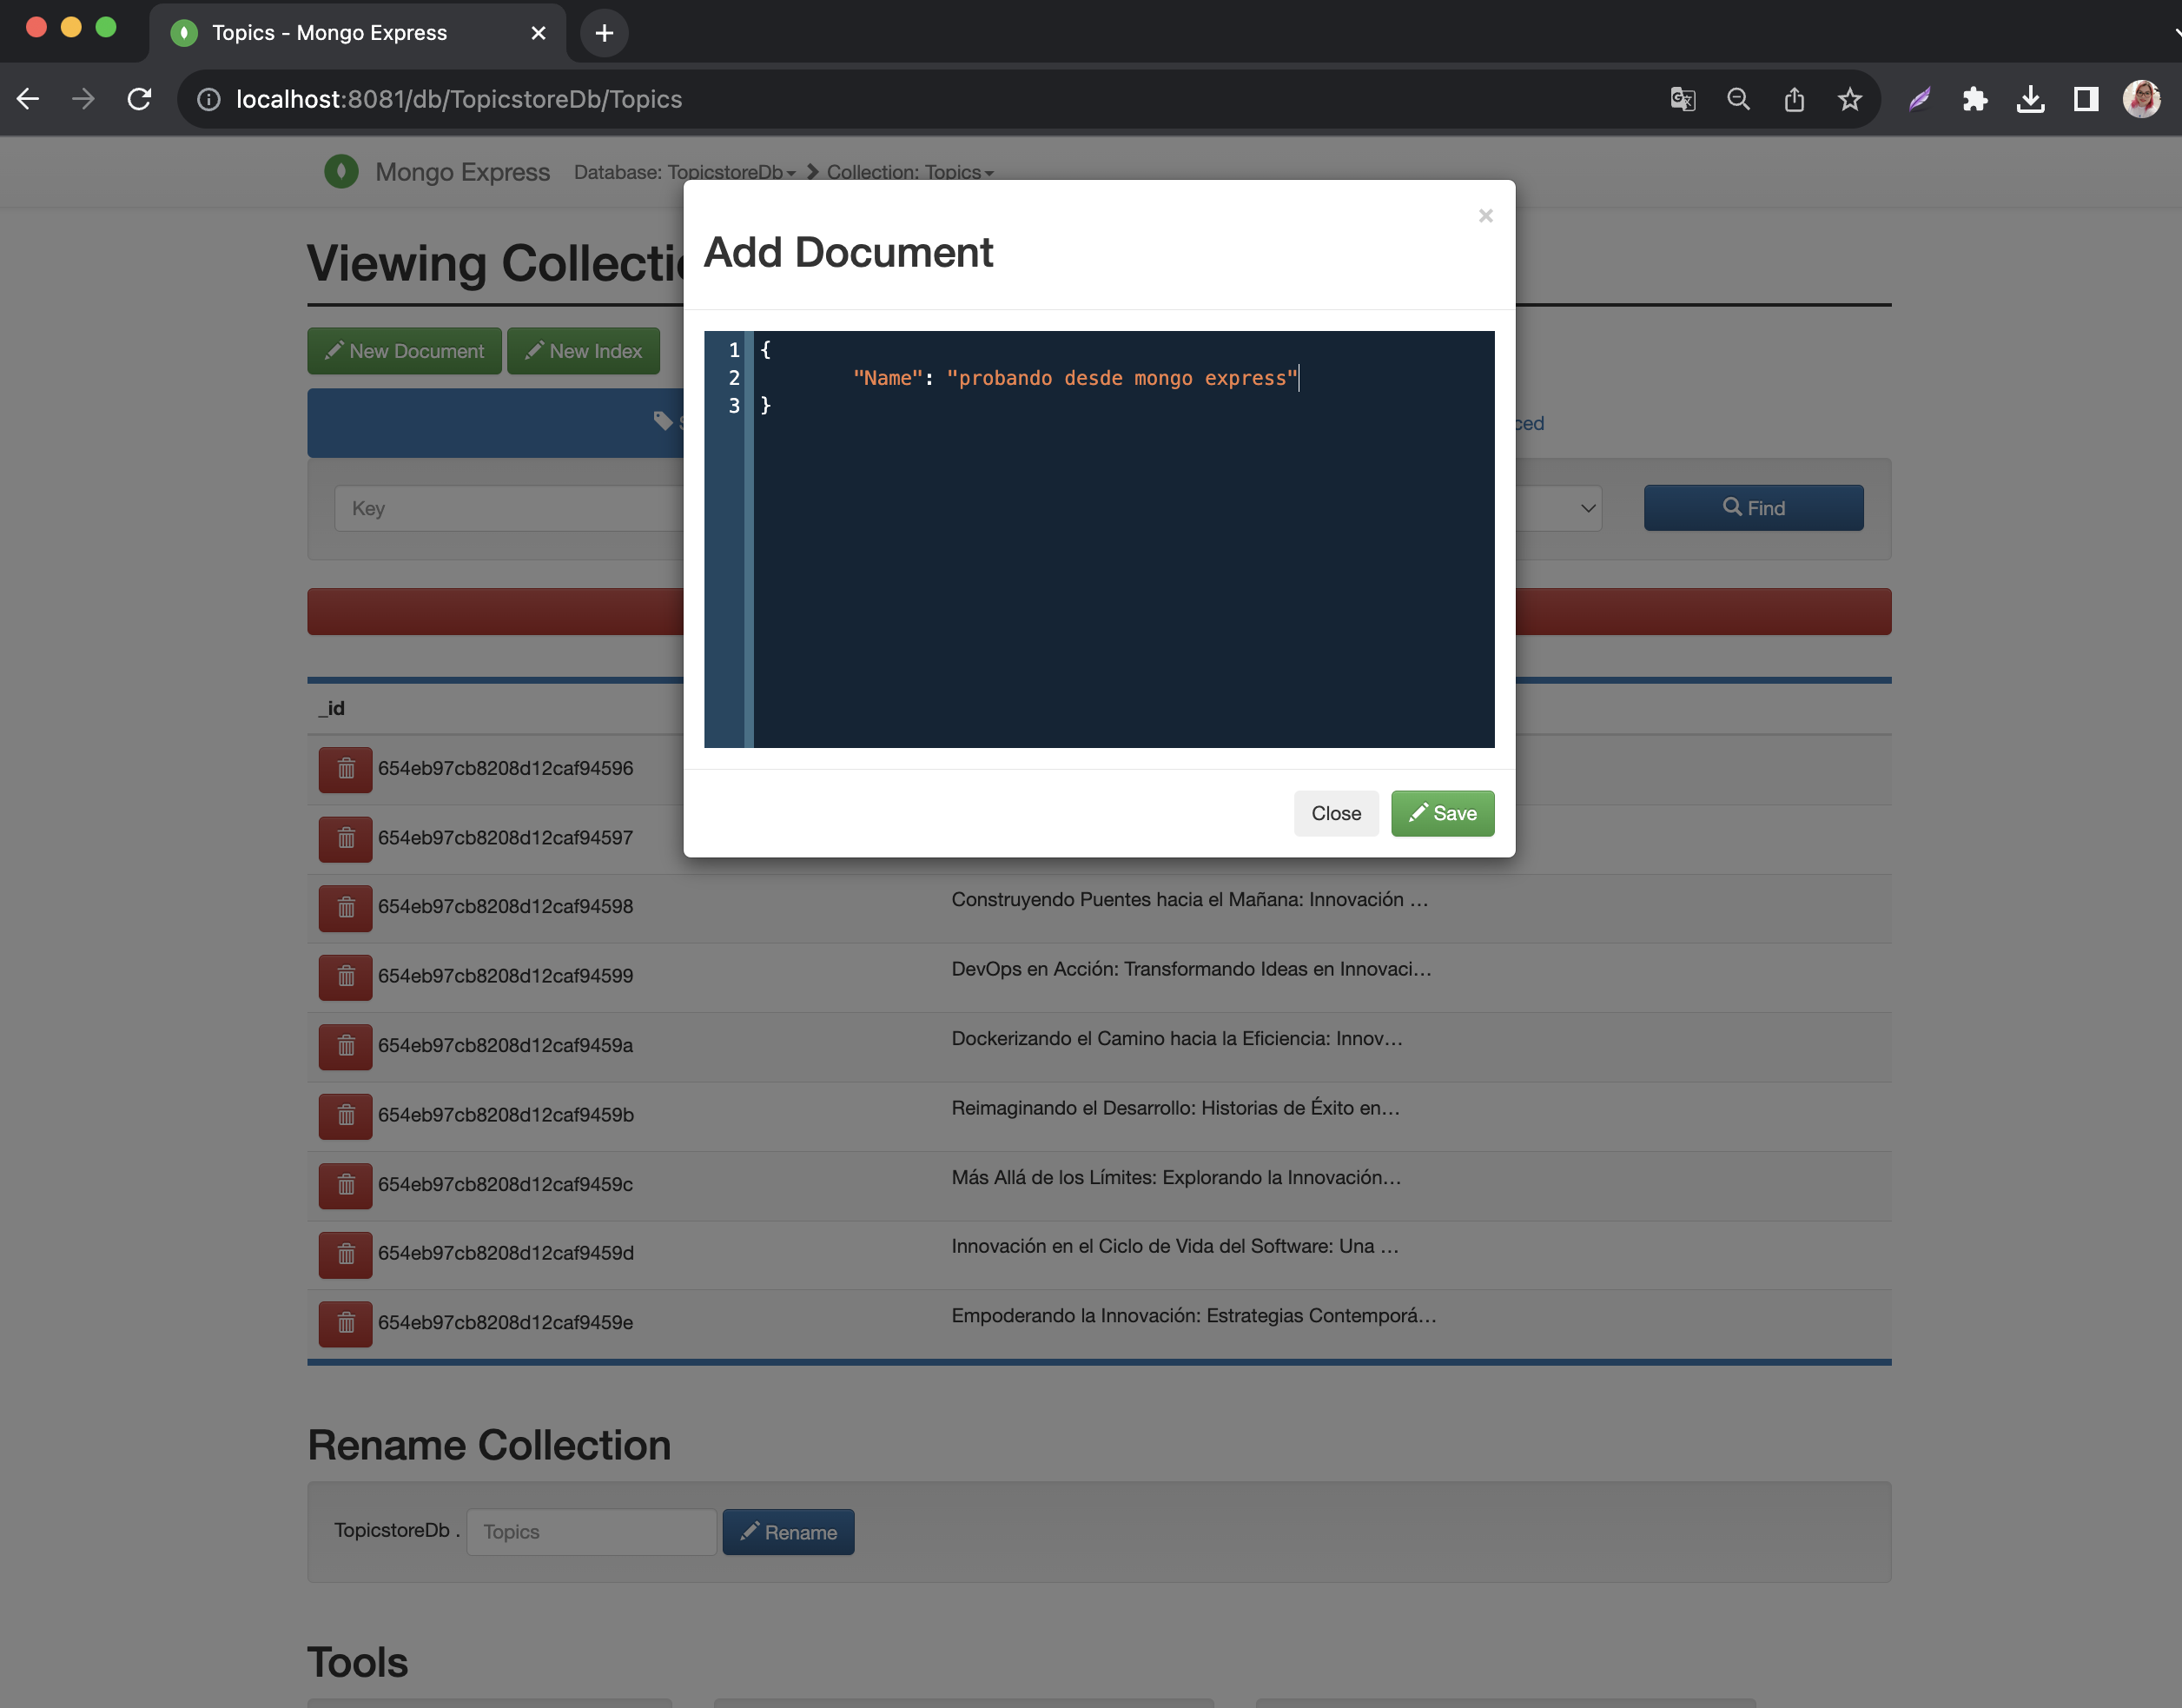 Topics - Mongo Express
localhost:8081/db/TopicstoreDb/Topics
Mongo Express Database: TopicstoreDb Collection: Topics
Viewing
Add Document
New Document New Index
1 {
2 "Name": "probando desde mongo express"
3 }
Key
Find
_id
654eb97cb8208d12caf94596
654eb97cb8208d12caf94597
Close Save
654eb97cb8208d12caf94598 Construyendo Puentes hacia el Mañana: Innovación ...
654eb97cb8208d12caf94599 DevOps en Acción: Transformando Ideas en Innovaci...
654eb97cb8208d12caf9459a Dockerizando el Camino hacia la Eficiencia: Innov...
654eb97cb8208d12caf9459b Reimaginando el Desarrollo: Historias de Éxito en...
654eb97cb8208d12caf9459c Más Allá de los Límites: Explorando la Innovación...
654eb97cb8208d12caf9459d Innovación en el Ciclo de Vida del Software: Una ...
654eb97cb8208d12caf9459e Empoderando la Innovación: Estrategias Contemporá...
Rename Collection
TopicstoreDb . Topics Rename
Tools